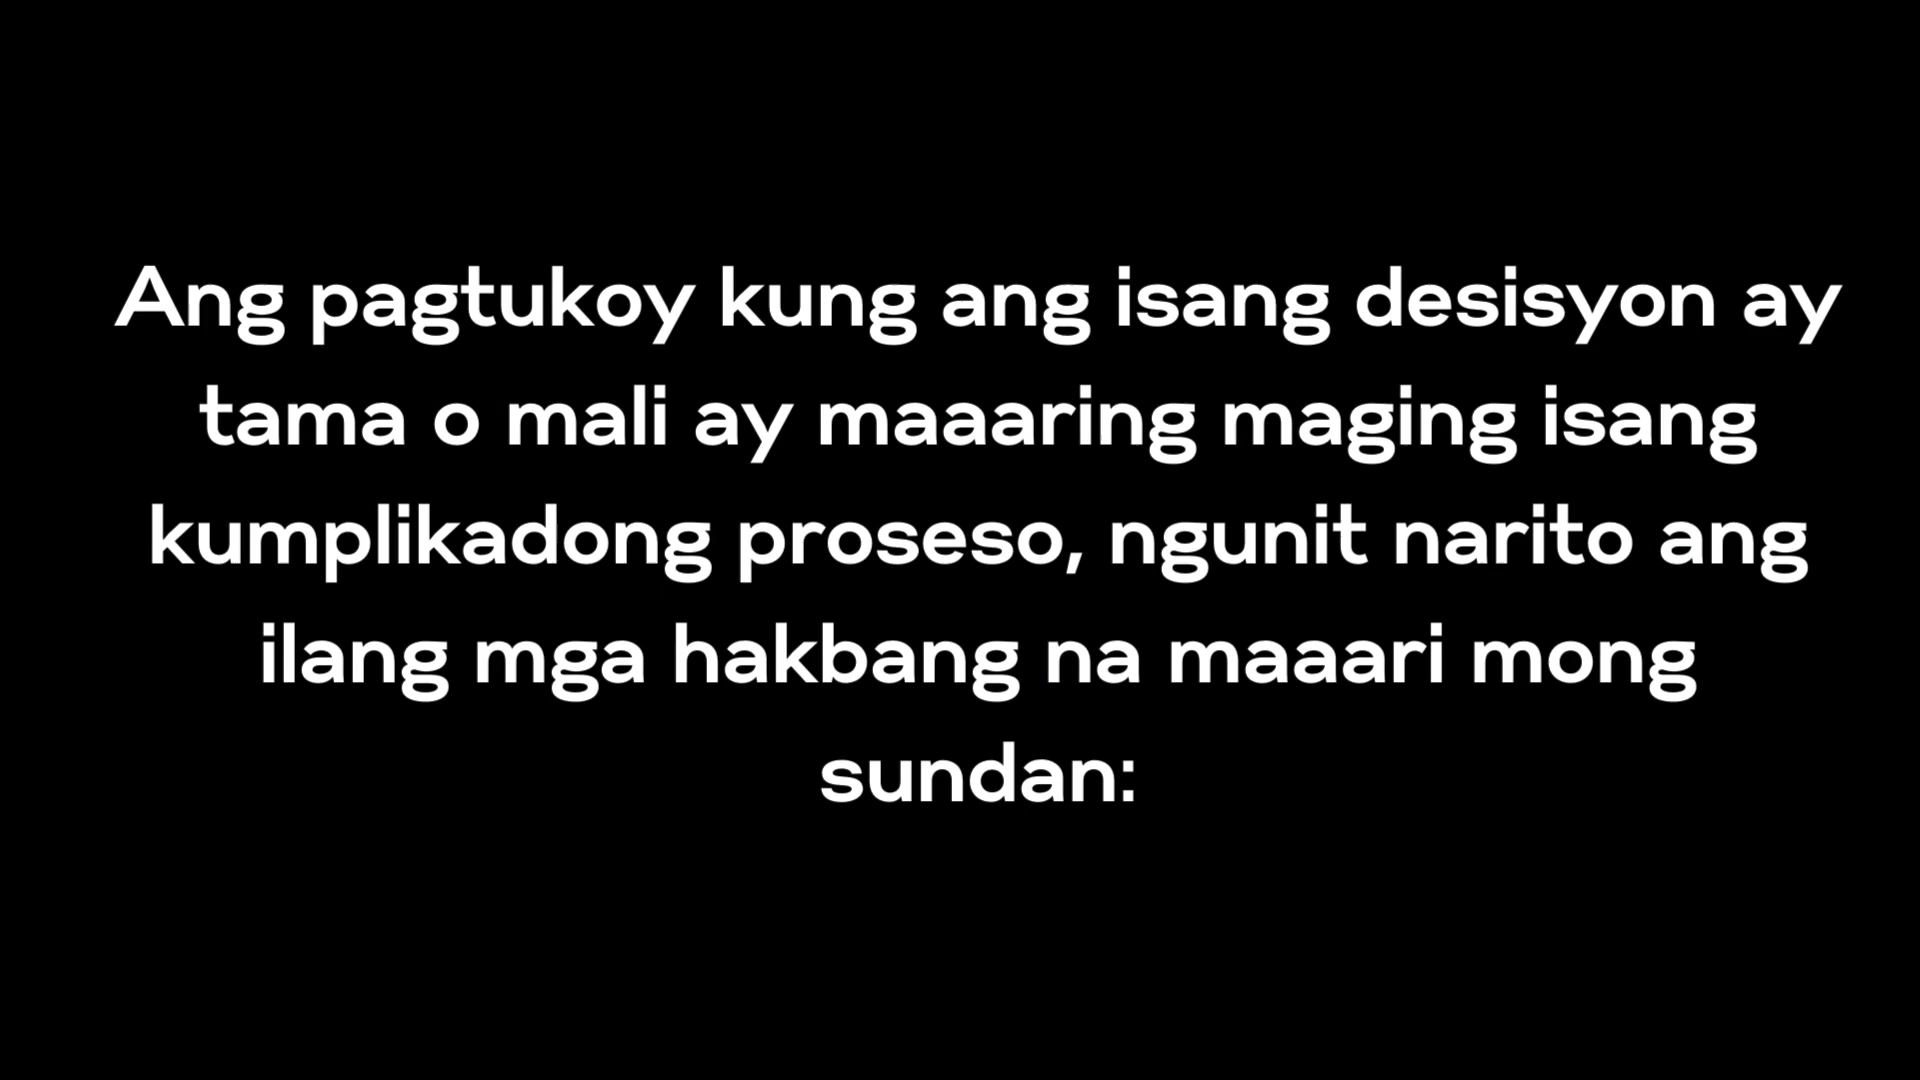 Ang pagtukoy kung ang isang desisyon ay
tama o mali ay maaaring maging isang
kumplikadong proseso, ngunit narito ang
ilang mga hakbang na maaari mong
sundan: